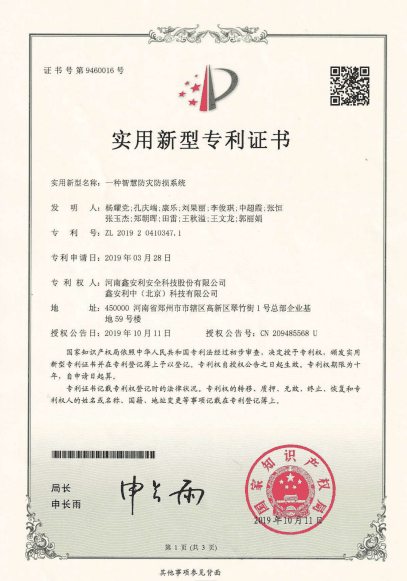 证书号第9460016号
实用新型专利证书
实用新型名称：一种智慧防灾防损系统
发 明 人：杨耀党;孔庆端;康乐;刘果丽;李俊琪;申超霞;张恒
张玉杰;郑朝晖;田雷;王秋溢;王文龙;郭丽娟
专 利 号：ZL 2019 2 0410347.1
专利申请日：2019年03月28日
专 利 权 人：河南鑫安利安全科技股份有限公司
鑫安利中（北京）科技有限公司
地 址：450000 河南省郑州市市辖区高新区翠竹街1号总部企业基
地59号楼
授权公告日：2019年10月11日 授权公告号：CN 209485568 U
国家知识产权局依照中华人民共和国专利法经过初步审查，决定授予专利权，颁发实用
新型专利证书并在专利登记簿上予以登记。专利权自授权公告之日起生效。专利权期限为十
年，自申请日起算。
专利证书记载专利权登记时的法律状况。专利权的转移、质押、无效、终止、恢复和专
利权人的姓名或名称、国籍、地址变更等事项记载在专利登记簿上。
局长
申长雨
申长雨
国家知识产权局
2019年10月11日
第 1 页 (共 3 页)
其他事项参见背面